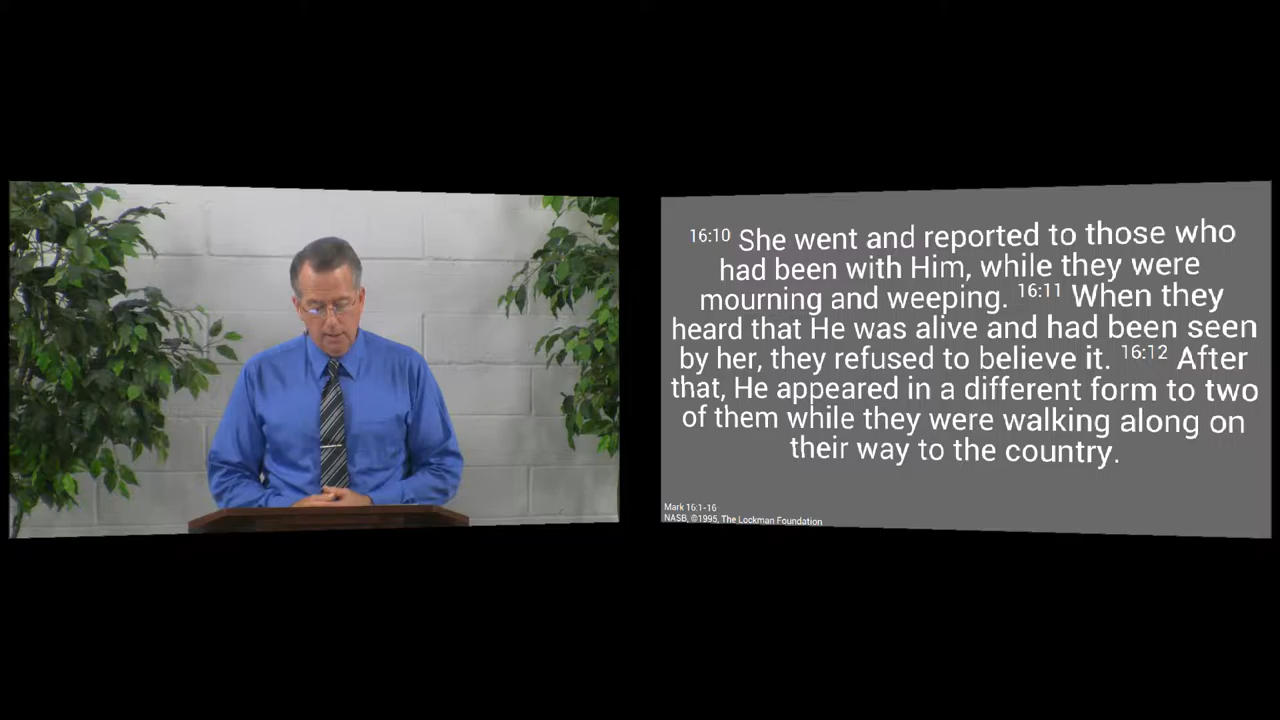 16:10 She went and reported to those who
had been with Him, while they were
mourning and weeping. 16:11 When they
heard that He was alive and had been seen
by her, they refused to believe it. 16:12 After
that, He appeared in a different form to two
of them while they were walking along on
their way to the country.
Mark 16:1-16
NASB, ©1995, The Lockman Foundation